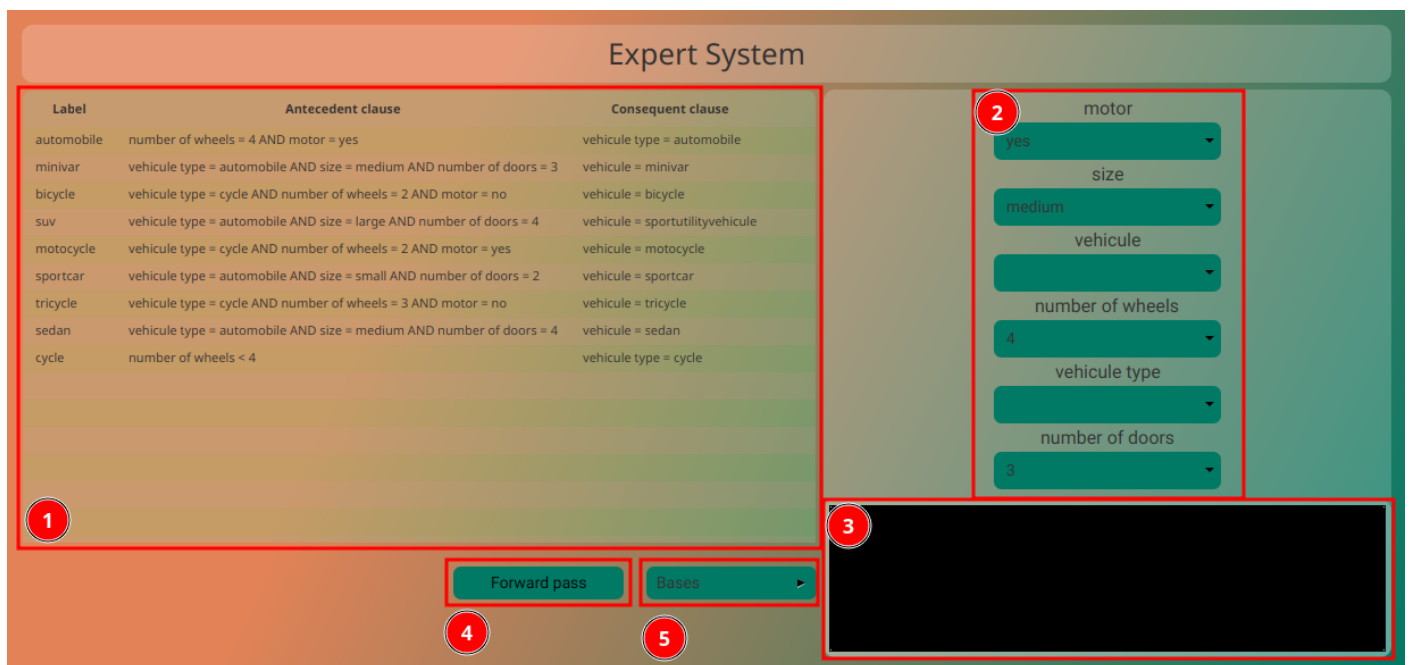 Expert System
Label Antecedent clause Consequent clause
automobile number of wheels = 4 AND motor = yes vehicule type = automobile
minivar vehicule type = automobile AND size = medium AND number of doors = 3 vehicule = minivar
bicycle vehicule type = cycle AND number of wheels = 2 AND motor = no vehicule = bicycle
suv vehicule type = automobile AND size = large AND number of doors = 4 vehicule = sportutilityvehicule
motocycle vehicule type = cycle AND number of wheels = 2 AND motor = yes vehicule = motocycle
sportcar vehicule type = automobile AND size = small AND number of doors = 2 vehicule = sportcar
tricycle vehicule type = cycle AND number of wheels = 3 AND motor = no vehicule = tricycle
sedan vehicule type = automobile AND size = medium AND number of doors = 4 vehicule = sedan
cycle number of wheels < 4 vehicule type = cycle
1
2
motor
yes
size
medium
vehicule
number of wheels
4
vehicule type
number of doors
3
3
Forward pass
Bases
4
5